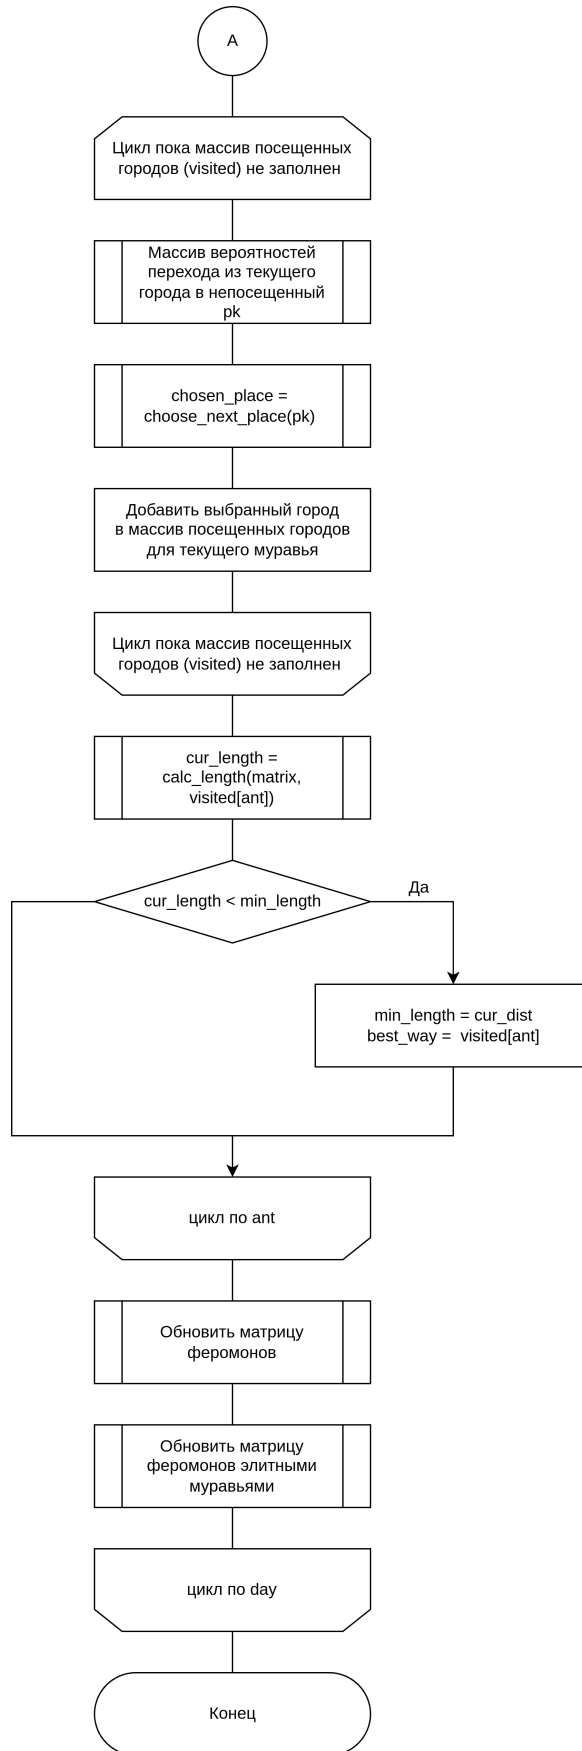 A
Цикл пока массив посещенных
городов (visited) не заполнен
Массив вероятностей
перехода из текущего
города в непосещенный
pk
chosen_place =
choose_next_place(pk)
Добавить выбранный город
в массив посещенных городов
для текущего муравья
Цикл пока массив посещенных
городов (visited) не заполнен
cur_length =
calc_length(matrix,
visited[ant])
cur_length < min_length
Да
min_length = cur_dist
best_way = visited[ant]
цикл по ant
Обновить матрицу
феромонов
Обновить матрицу
феромонов элитными
муравьями
цикл по day
Конец